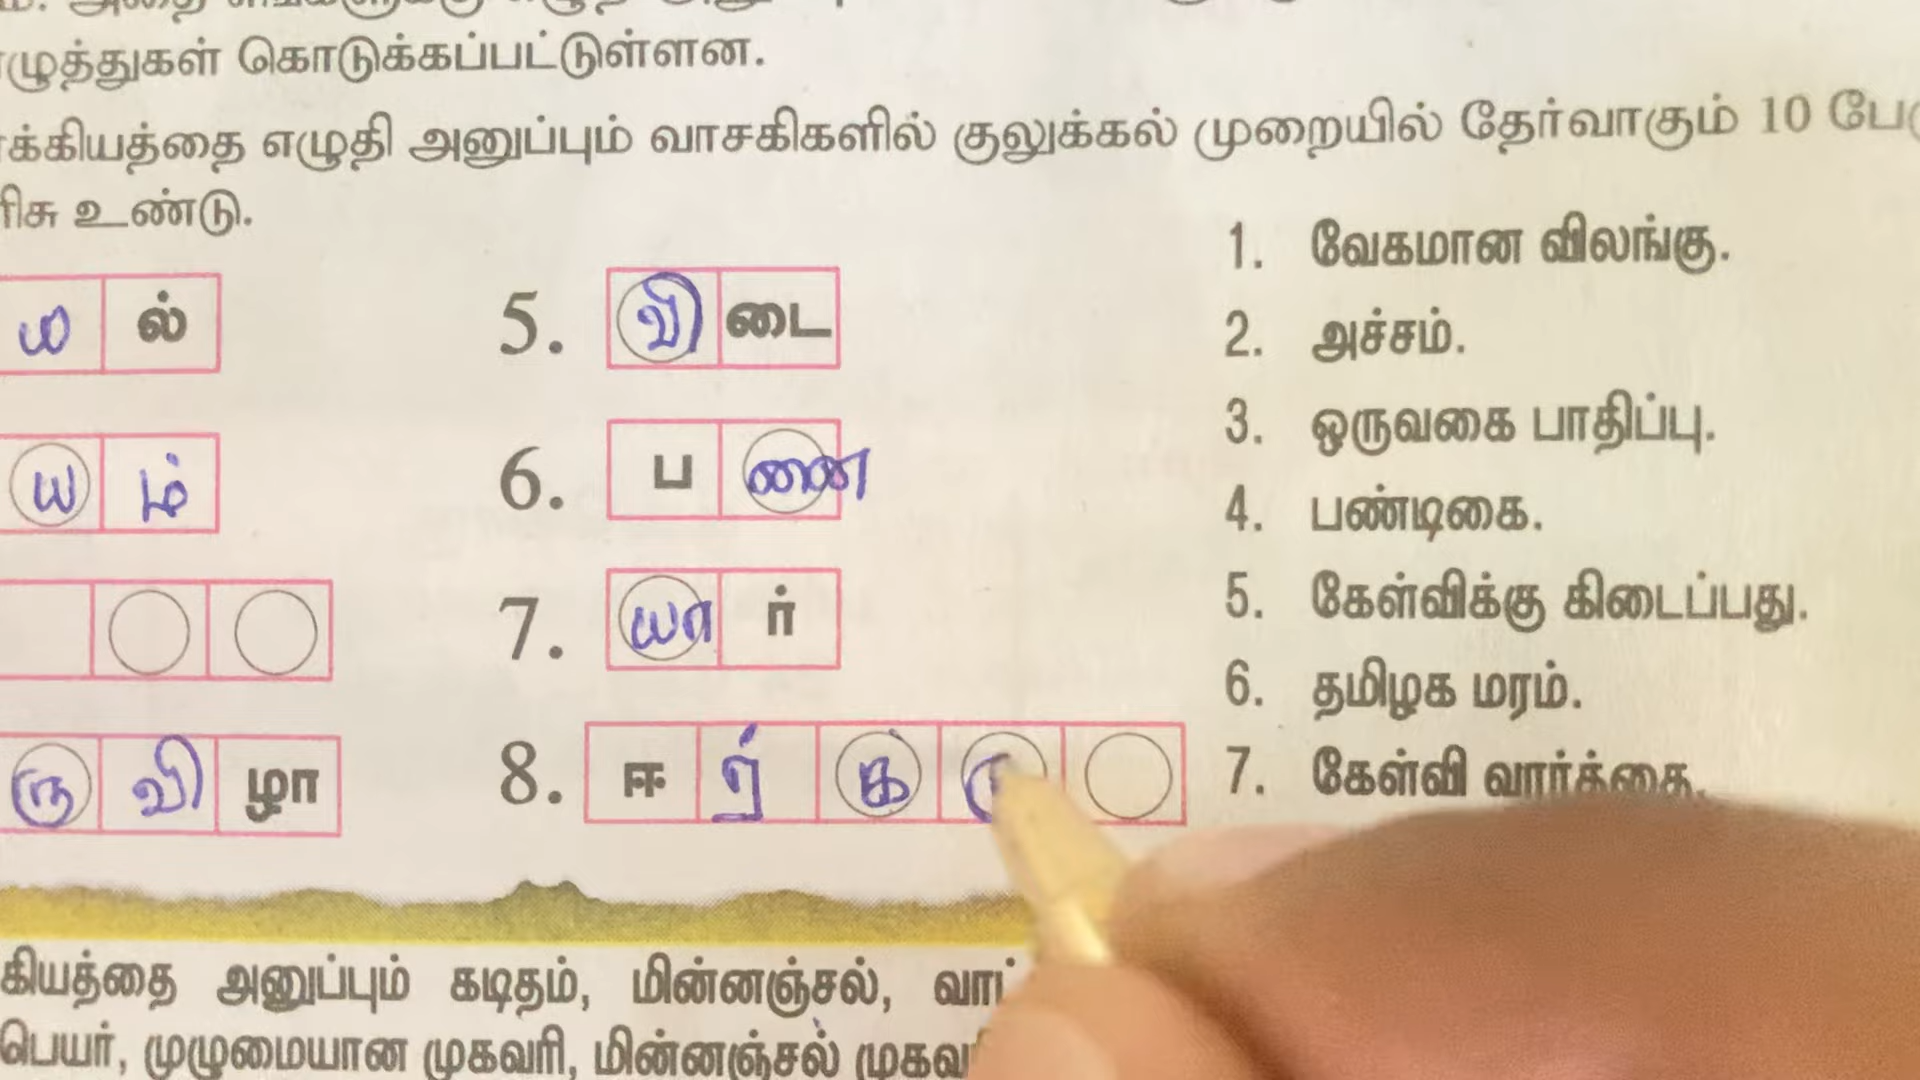 எழுத்துகள் கொடுக்கப்பட்டுள்ளன.
எழுதி அனுப்பும் வாசகிகளில் குலுக்கல் முறையில் தேர்வாகும் 10
உண்டு.
ம ல்
ய ம்
ரு வி ழா
5. வி டை
6. ப ணை
7. யா ர்
8. ஈ ர் க் கு
1. வேகமான விலங்கு.
2. அச்சம்.
3. ஒருவகை பாதிப்பு.
4. பண்டிகை.
5. கேள்விக்கு கிடைப்பது.
6. தமிழக மரம்.
7. கேள்வி வார்த்தை.
அனுப்பும் கடிதம், மின்னஞ்சல்,
பெயர், முழுமையான முகவரி, மின்னஞ்சல்